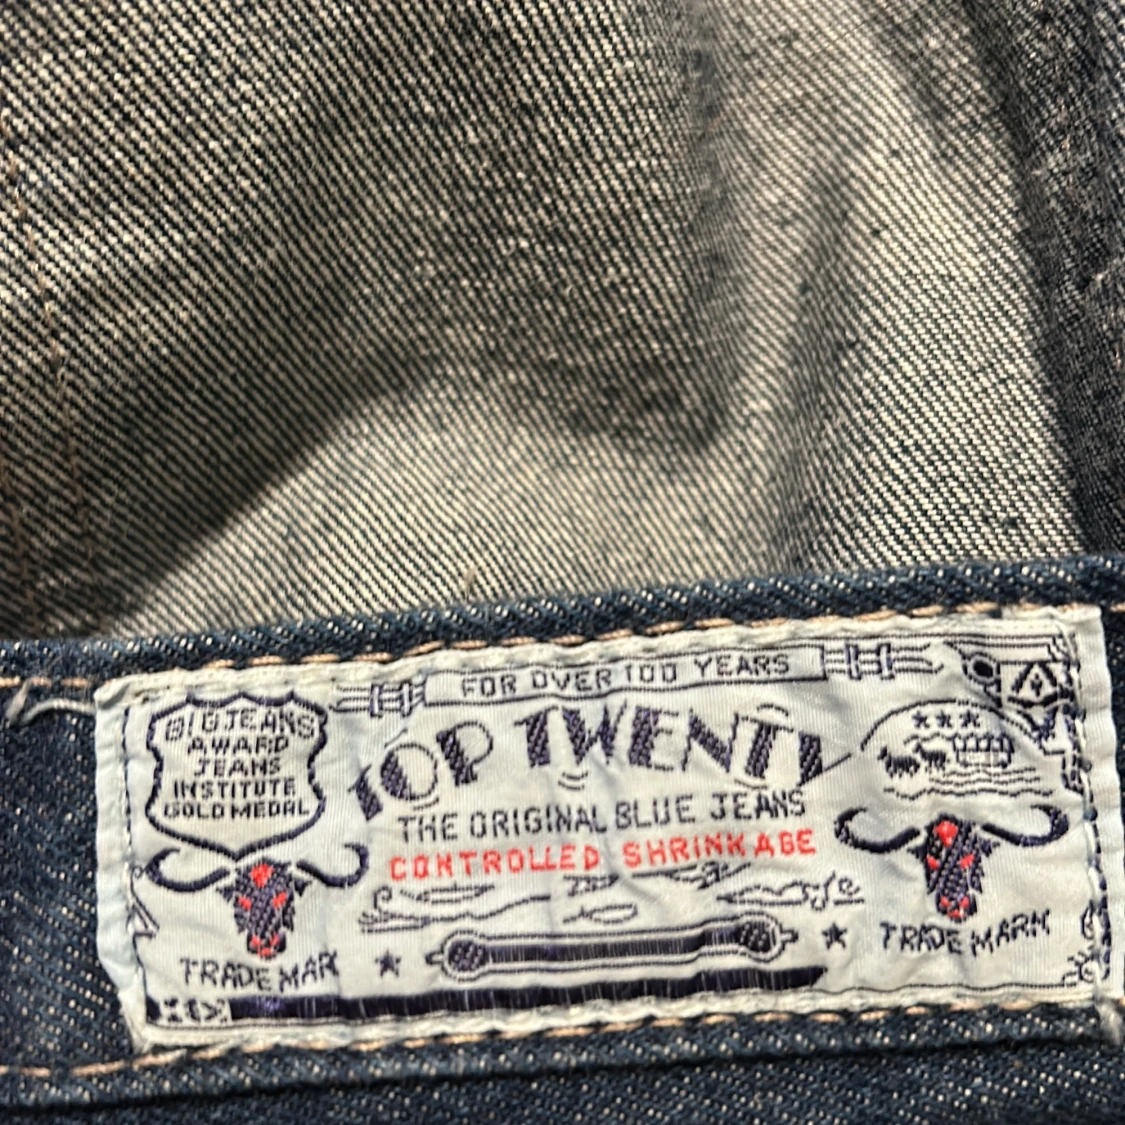 FOR OVER 100 YEARS
BIG JEANS
AWARD
JEANS
INSTITUTE
GOLD MEDAL
TOP TWENTY
THE ORIGINAL BLUE JEANS
CONTROLLED SHRINKAGE
TRADE MAR
TRADE MARK